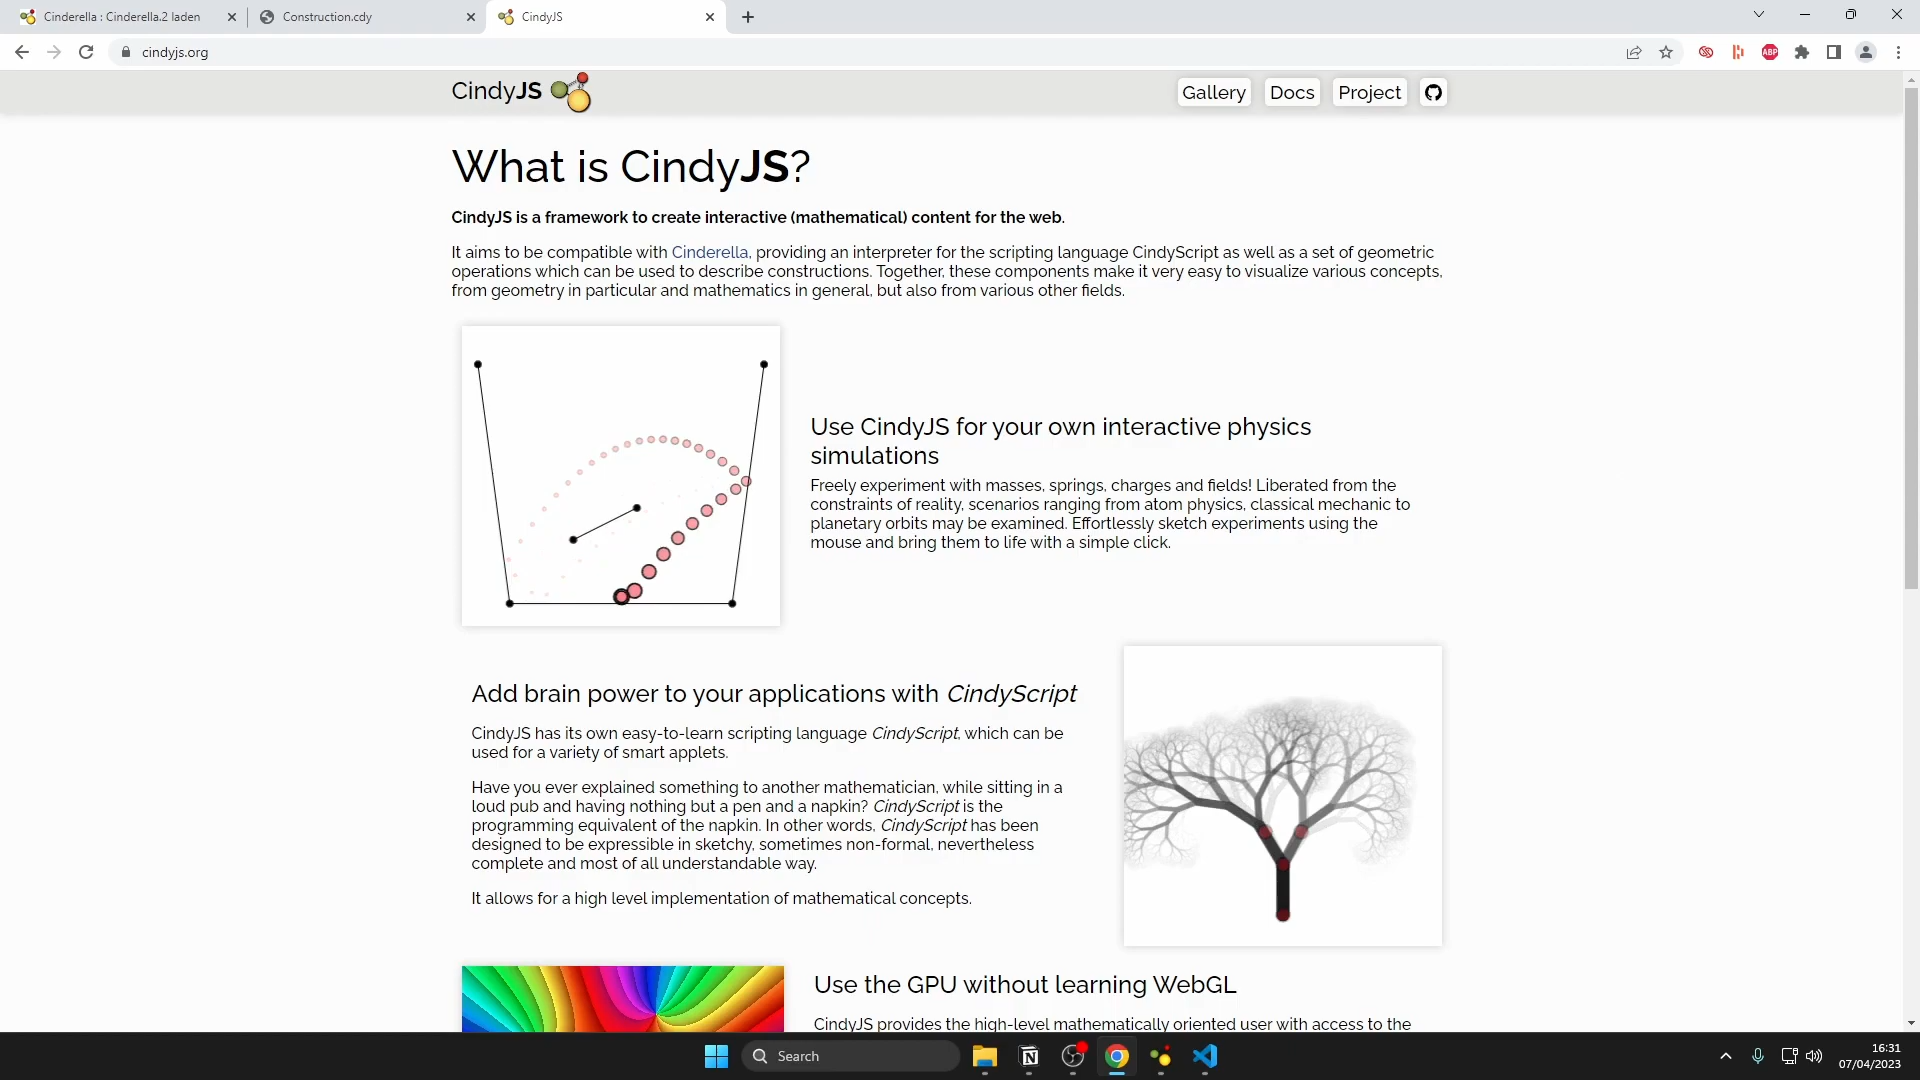 Cinderella : Cinderella.2 laden
Construction.cdy
CindyJS
cindyjs.org
ABP
CindyJS
Gallery
Docs
Project
What is CindyJS?
CindyJS is a framework to create interactive (mathematical) content for the web.
It aims to be compatible with Cinderella, providing an interpreter for the scripting language CindyScript as well as a set of geometric
operations which can be used to describe constructions. Together, these components make it very easy to visualize various concepts,
from geometry in particular and mathematics in general, but also from various other fields.
Use CindyJS for your own interactive physics
simulations
Freely experiment with masses, springs, charges and fields! Liberated from the
constraints of reality, scenarios ranging from atom physics, classical mechanic to
planetary orbits may be examined. Effortlessly sketch experiments using the
mouse and bring them to life with a simple click.
Add brain power to your applications with CindyScript
CindyJS has its own easy-to-learn scripting language CindyScript, which can be
used for a variety of smart applets.
Have you ever explained something to another mathematician, while sitting in a
loud pub and having nothing but a pen and a napkin? CindyScript is the
programming equivalent of the napkin. In other words, CindyScript has been
designed to be expressible in sketchy, sometimes non-formal, nevertheless
complete and most of all understandable way.
It allows for a high level implementation of mathematical concepts.
Use the GPU without learning WebGL
CindyJS provides the high-level mathematically oriented user with access to the
Search
16:31
07/04/2023